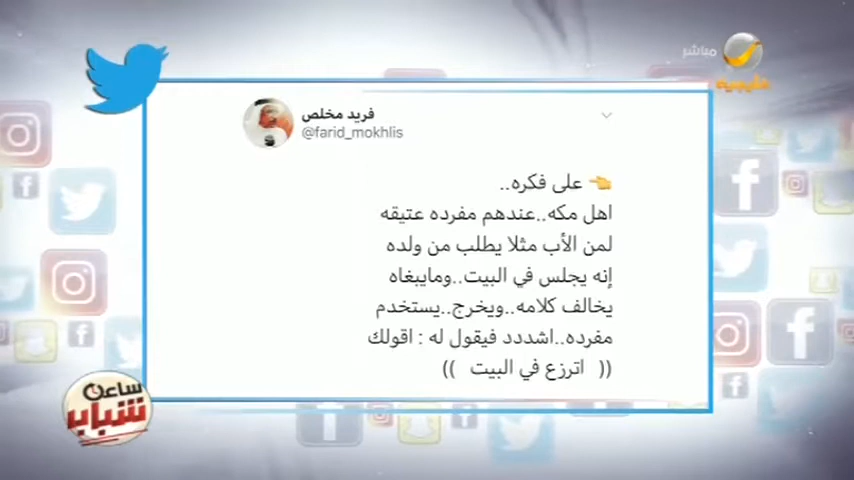 مباشر
خليجية
فريد مخلص
@farid_mokhlis
على فكره..
اهل مكه..عندهم مفرده عتيقه
لمن الأب مثلا يطلب من ولده
إنه يجلس في البيت..ومايبغاه
يخالف كلامه..ويخرج..يستخدم
مفرده..اشددد فيقول له : اقولك
(( اترزع في البيت ))
ساعة
شباب